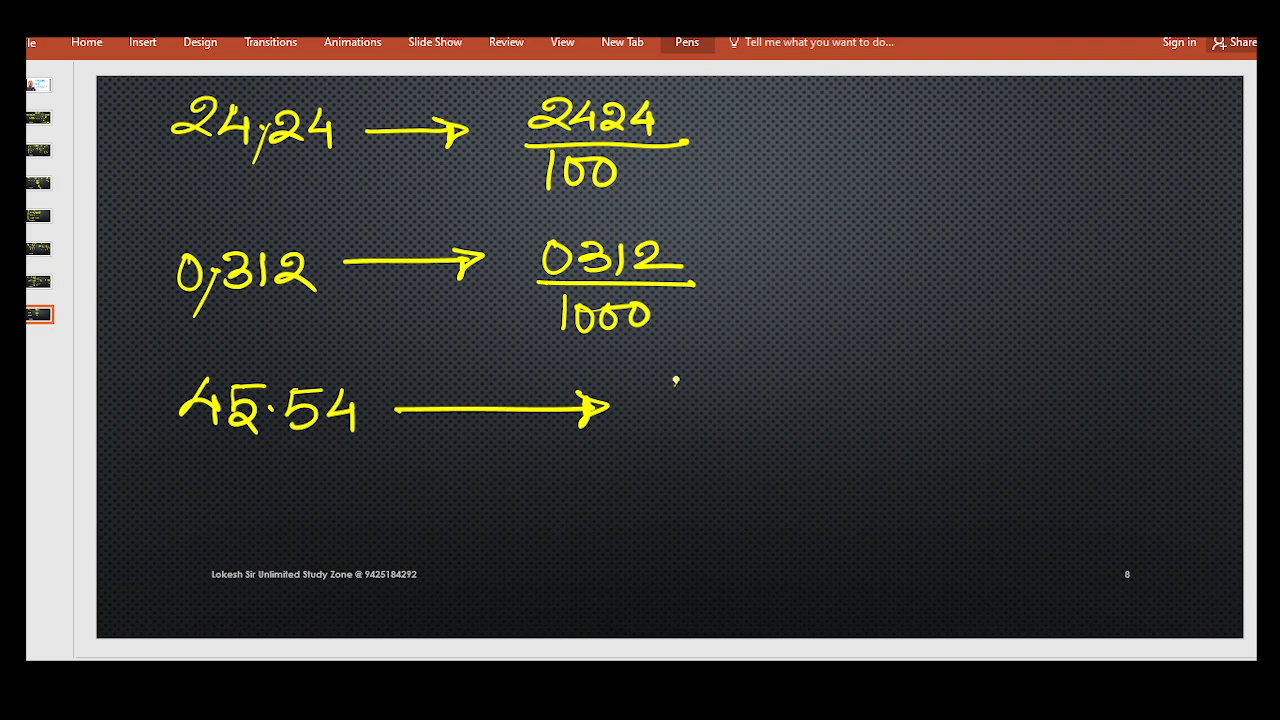 le Home Insert Design Transitions Animations Slide Show Review View New Tab Pens Tell me what you want to do... Sign in Share
24,24 → 2424
100
0,312 → 0312
1000
45.54 →
Lokesh Sir Unlimited Study Zone @ 9425184292 8